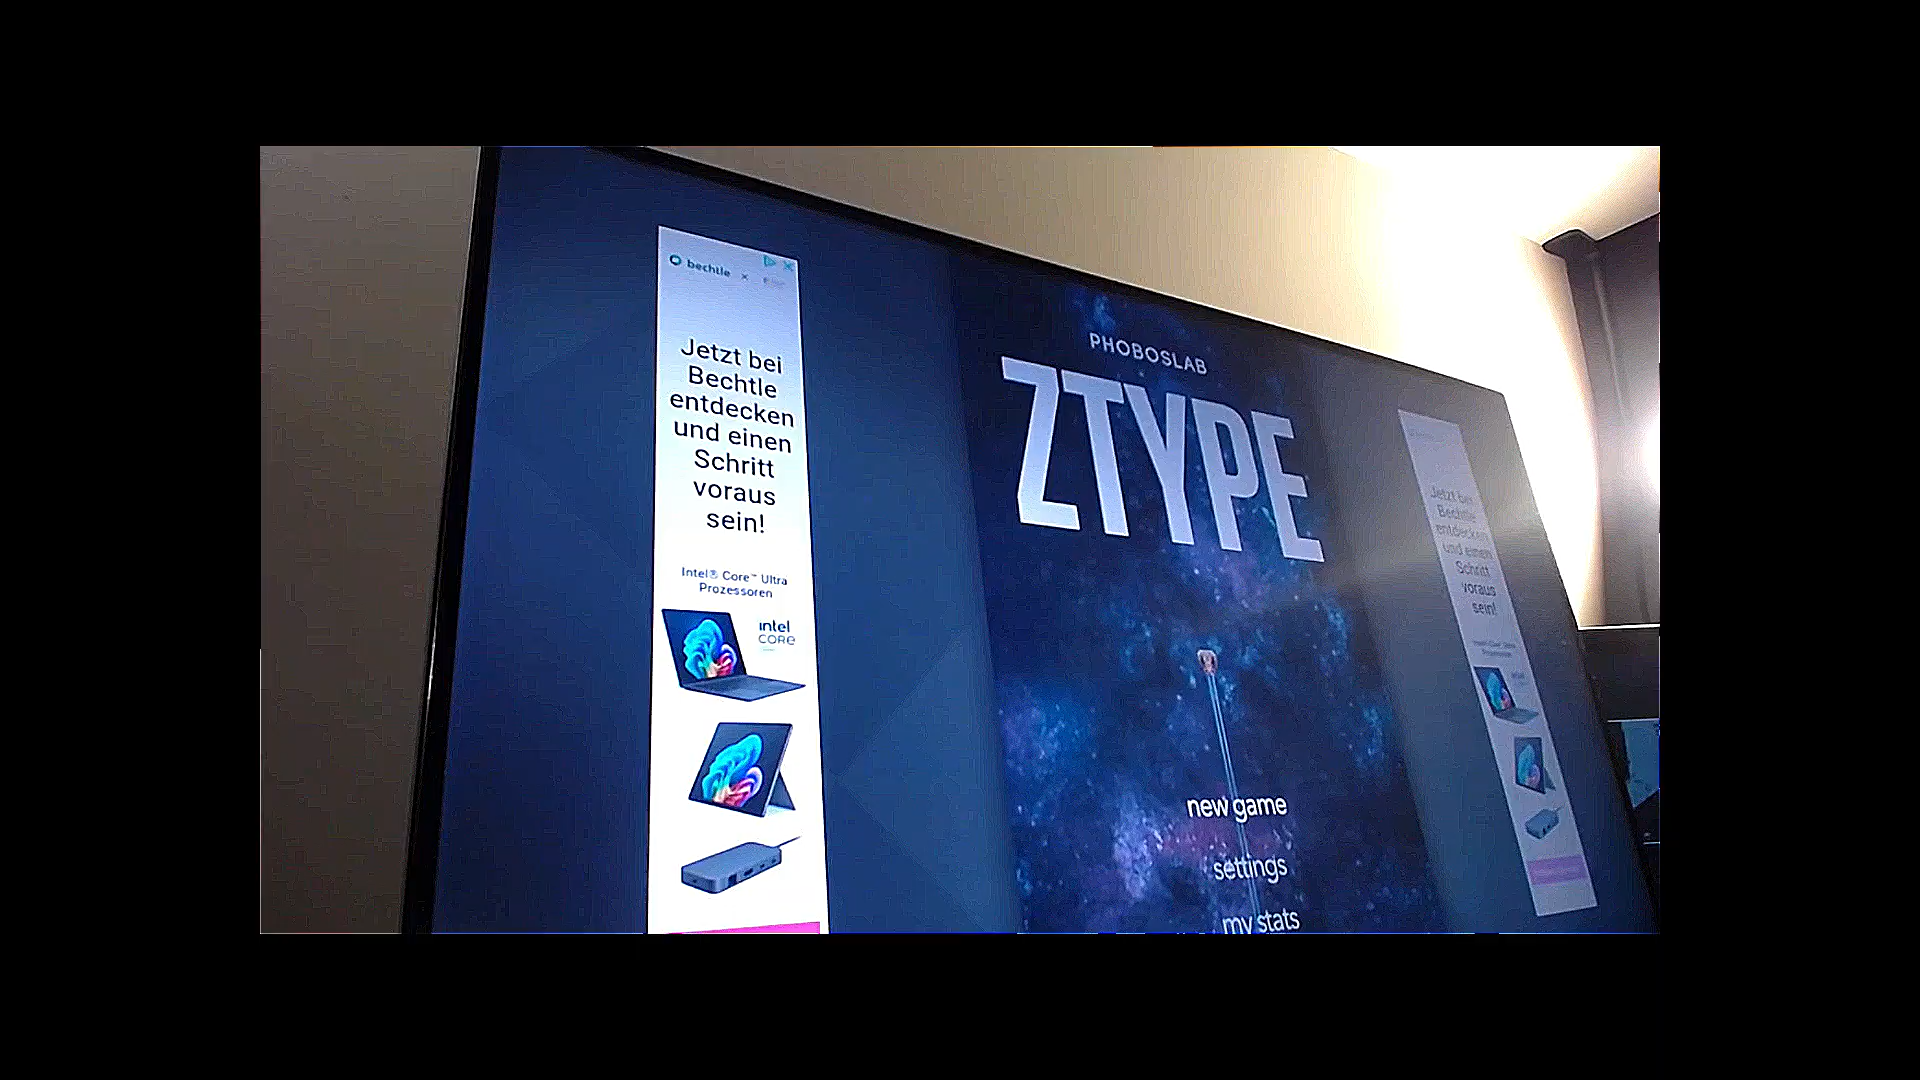 bechtle ×
Jetzt bei
Bechtle
entdecken
und einen
Schritt
voraus
sein!
Intel® Core™ Ultra
Prozessoren
intel
CORE
PHOBOSLAB
ZTYPE
new game
settings
my stats
Jetzt bei
Bechtle
entdecken
und einen
Schritt
voraus
sein!